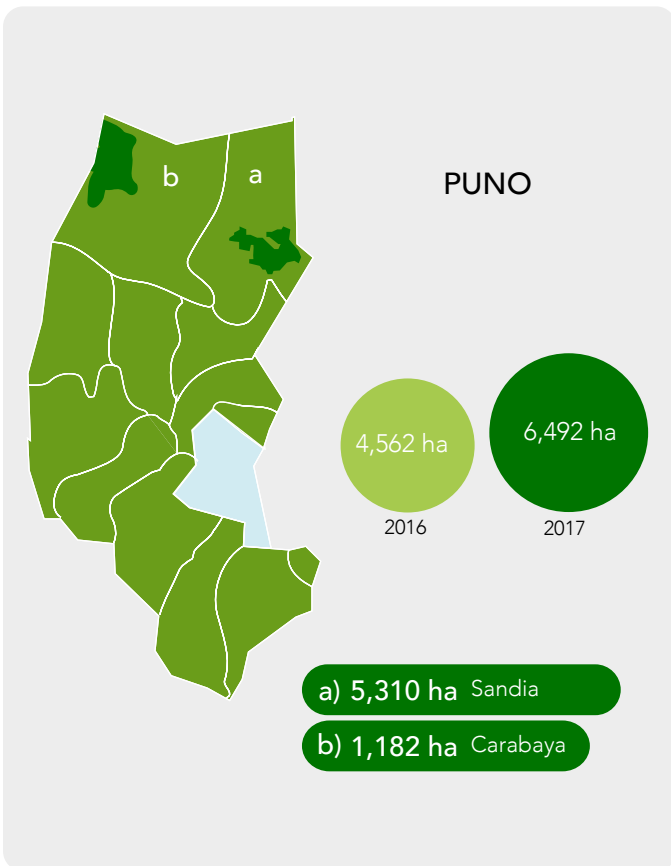 b
a
PUNO
4,562 ha
6,492 ha
2016
2017
a) 5,310 ha Sandia
b) 1,182 ha Carabaya